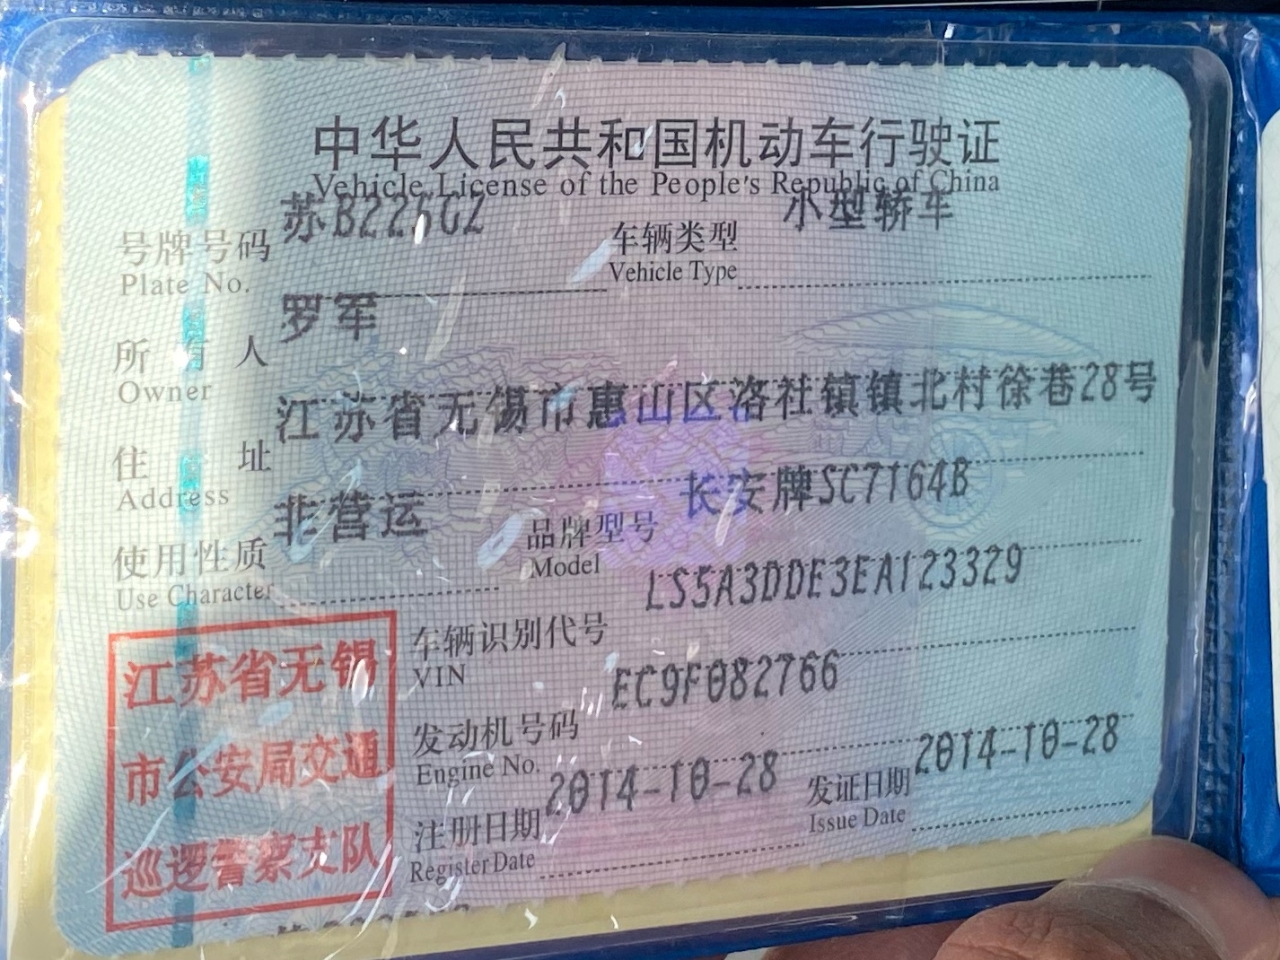 中华人民共和国机动车行驶证
Vehicle License of the People's Republic of China
号牌号码 苏B225GZ 车辆类型 小型轿车
Plate No. Vehicle Type
所有人 罗军
Owner
住址 江苏省无锡市惠山区洛社镇镇北村徐巷28号
Address
使用性质 非营运 品牌型号 长安牌SC7164B
Use Character Model
车辆识别代号 LS5A3DDE3EA123329
VIN
发动机号码 EC9F082766
Engine No.
注册日期 2014-10-28 发证日期 2014-10-28
Register Date Issue Date
江苏省无锡
市公安局交通
巡逻警察支队